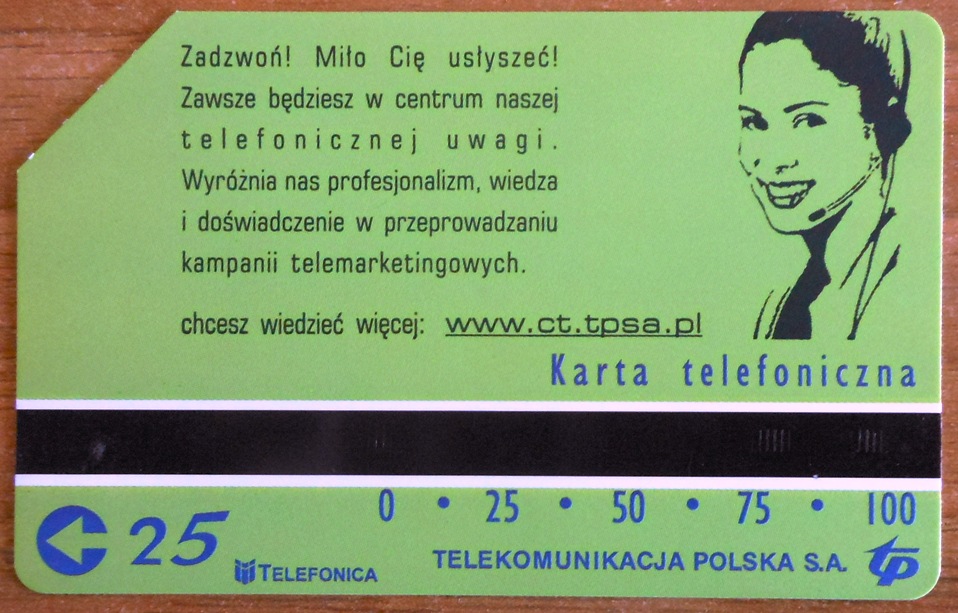 Zadzwoń! Miło Cię usłyszeć!
Zawsze będziesz w centrum naszej
telefonicznej uwagi.
Wyróżnia nas profesjonalizm, wiedza
i doświadczenie w przeprowadzaniu
kampanii telemarketingowych.
chcesz wiedzieć więcej: www.ct.tpsa.pl
Karta telefoniczna
0 • 25 • 50 • 75 • 100
25
TELEFONICA
TELEKOMUNIKACJA POLSKA S.A. tp